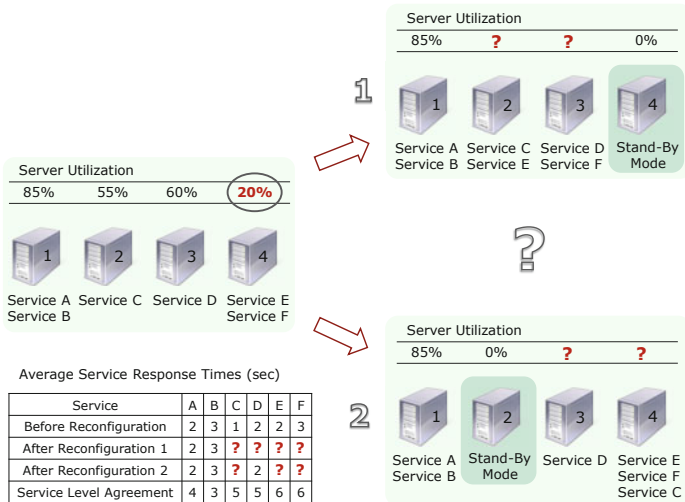 Server Utilization
85% ? ? 0%
1
1 2 3 4
Service A Service C Service D Stand-By
Service B Service E Service F Mode
Server Utilization
85% 55% 60% 20%
1 2 3 4
Service A Service C Service D Service E
Service B Service F
?
Server Utilization
85% 0% ? ?
2
1 2 3 4
Service A Stand-By Service D Service E
Service B Mode Service F
Service C
Average Service Response Times (sec)
Service A B C D E F
Before Reconfiguration 2 3 1 2 2 3
After Reconfiguration 1 2 3 ? ? ? ?
After Reconfiguration 2 2 3 ? 2 ? ?
Service Level Agreement 4 3 5 5 6 6